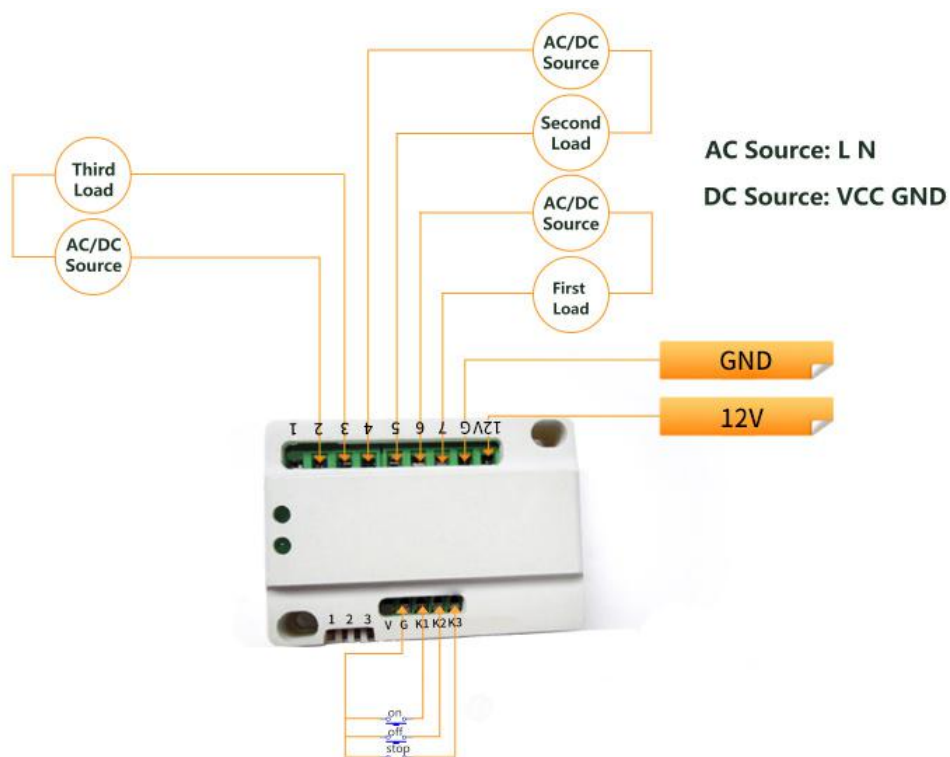 AC/DC
Source
Second
Load
AC Source: L N
Third
Load
DC Source: VCC GND
AC/DC
Source
AC/DC
Source
First
Load
GND
12V
1 2 3 4 5 6 7 G 12V
1 2 3
V G K1 K2 K3
on
off
stop